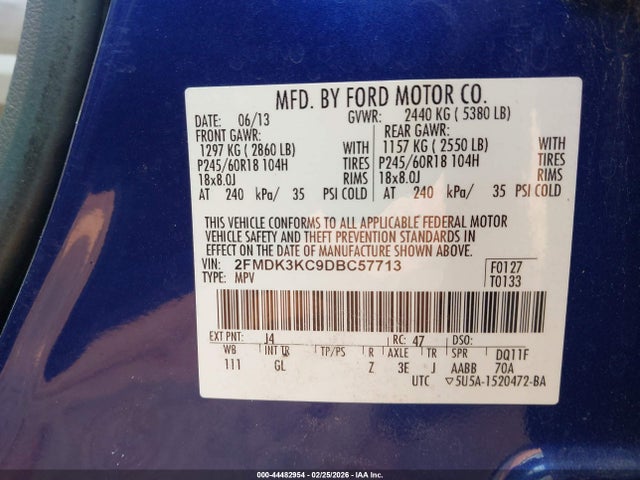 MFD. BY FORD MOTOR CO.
DATE: 06/13 GVWR: 2440 KG ( 5380 LB)
FRONT GAWR: REAR GAWR:
1297 KG ( 2860 LB) WITH 1157 KG ( 2550 LB) WITH
P245/60R18 104H TIRES P245/60R18 104H TIRES
18x8.0J RIMS 18x8.0J RIMS
AT 240 kPa/ 35 PSI COLD AT 240 kPa/ 35 PSI COLD
THIS VEHICLE CONFORMS TO ALL APPLICABLE FEDERAL MOTOR
VEHICLE SAFETY AND THEFT PREVENTION STANDARDS IN
EFFECT ON THE DATE OF MANUFACTURE SHOWN ABOVE.
VIN: 2FMDK3KC9DBC57713 F0127
TYPE: MPV T0133
EXT PNT: J4 RC: 47 DSO:
WB INT TR TP/PS R AXLE TR SPR DQ11F
111 GL Z 3E J AABB 70A
UTC ▽5U5A-1520472-BA
000-44482954 | 02/25/2026 | IAA Inc.